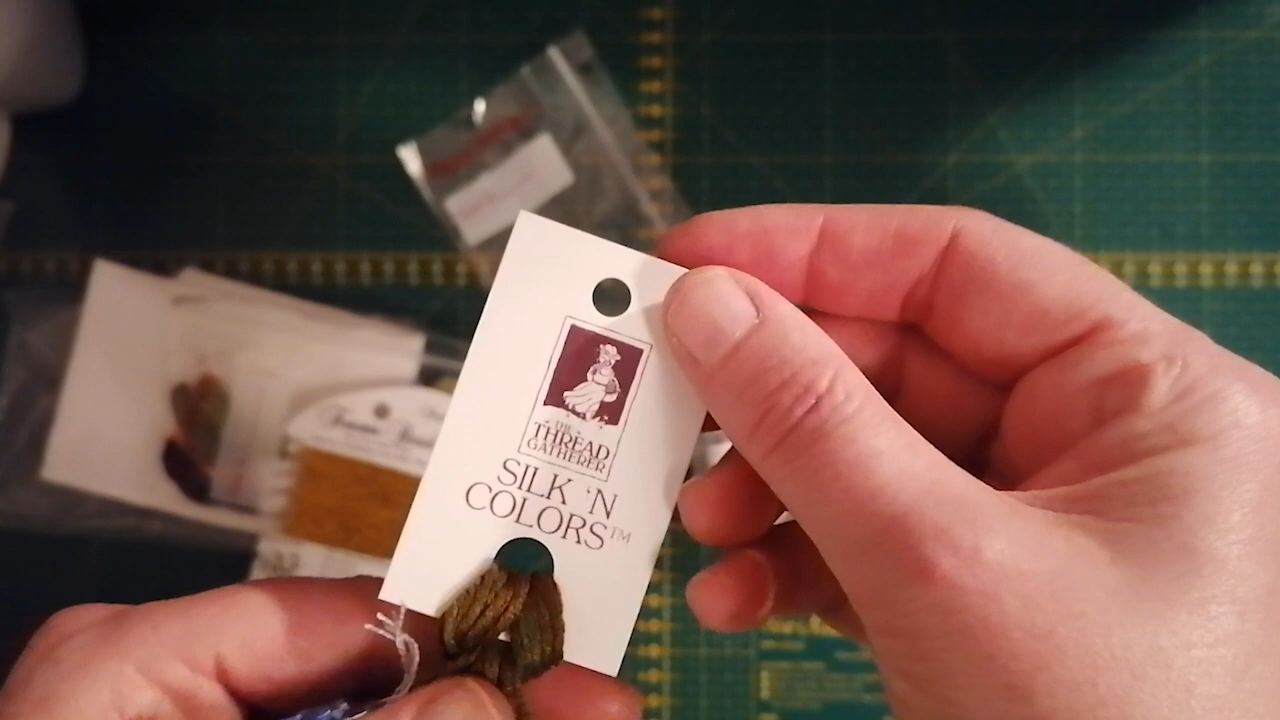 THE
THREAD
GATHERER
SILK 'N
COLORS™